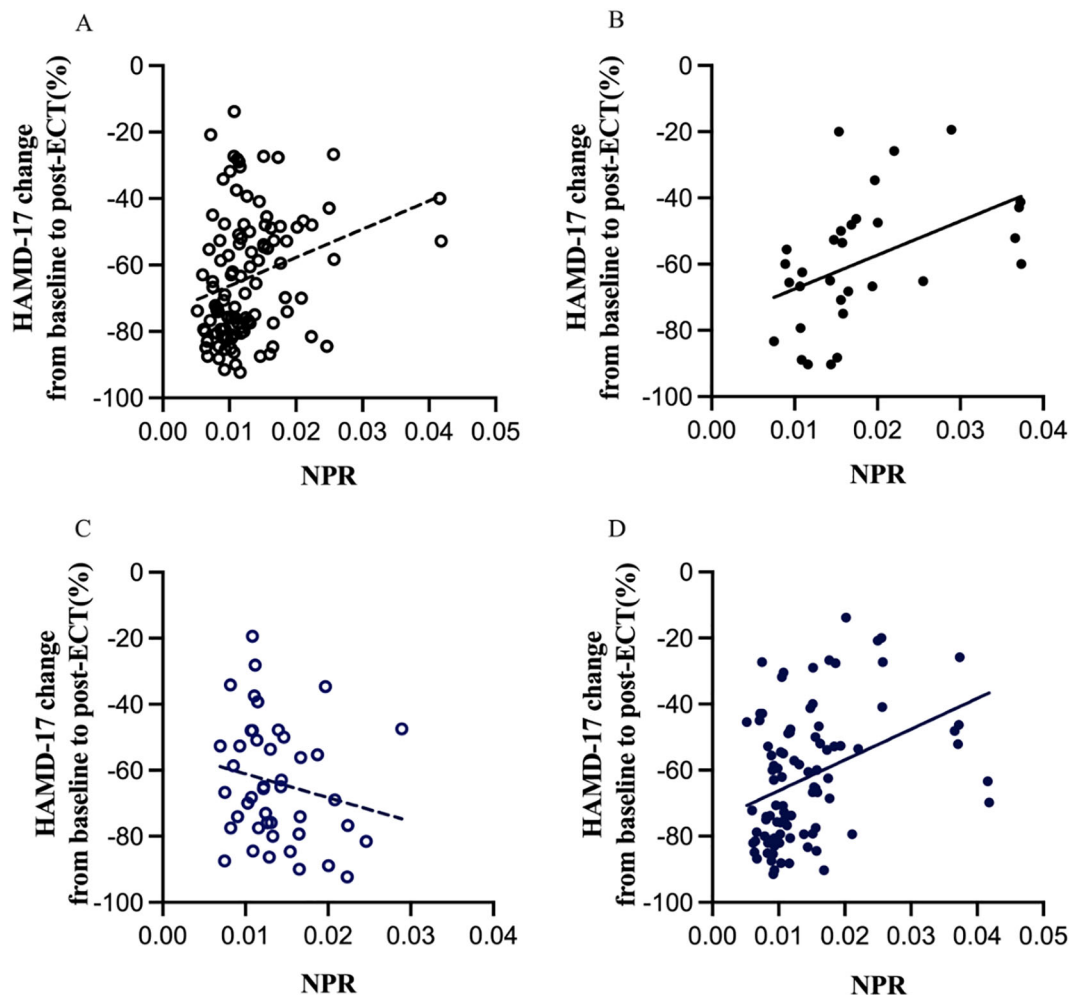 A
HAMD-17 change
from baseline to post-ECT(%)
0
-20
-40
-60
-80
-100
0.00 0.01 0.02 0.03 0.04 0.05
NPR
B
HAMD-17 change
from baseline to post-ECT(%)
0
-20
-40
-60
-80
-100
0.00 0.01 0.02 0.03 0.04
NPR
C
HAMD-17 change
from baseline to post-ECT(%)
0
-20
-40
-60
-80
-100
0.00 0.01 0.02 0.03 0.04
NPR
D
HAMD-17 change
from baseline to post-ECT(%)
0
-20
-40
-60
-80
-100
0.00 0.01 0.02 0.03 0.04 0.05
NPR